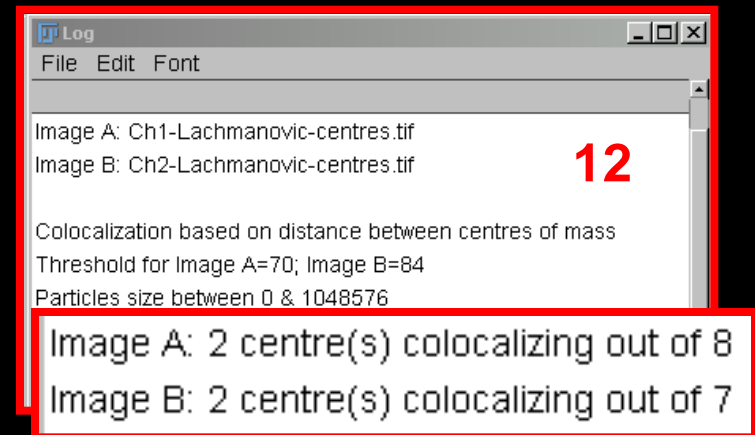 Log
File Edit Font
Image A: Ch1-Lachmanovic-centres.tif
Image B: Ch2-Lachmanovic-centres.tif
12
Colocalization based on distance between centres of mass
Threshold for Image A=70; Image B=84
Particles size between 0 & 1048576
Image A: 2 centre(s) colocalizing out of 8
Image B: 2 centre(s) colocalizing out of 7